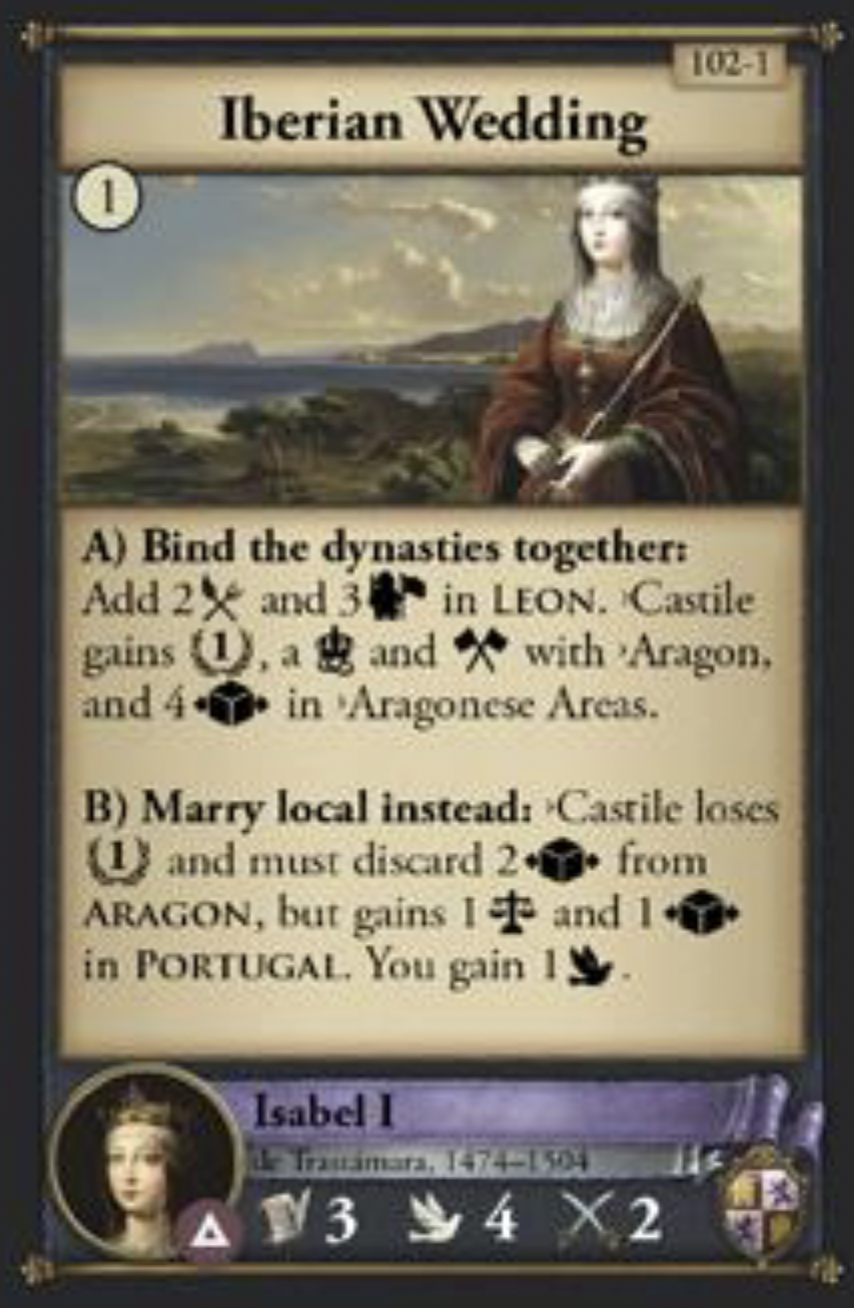 102-1
Iberian Wedding
1
A) Bind the dynasties together:
Add 2 and 3 in LEON. ›Castile
gains (1), a and with ›Aragon,
and 4 in ›Aragonese Areas.
B) Marry local instead: ›Castile loses
(1) and must discard 2 from
ARAGON, but gains 1 and 1
in PORTUGAL. You gain 1 .
Isabel I
de Trastámara, 1474–1504
3 4 2